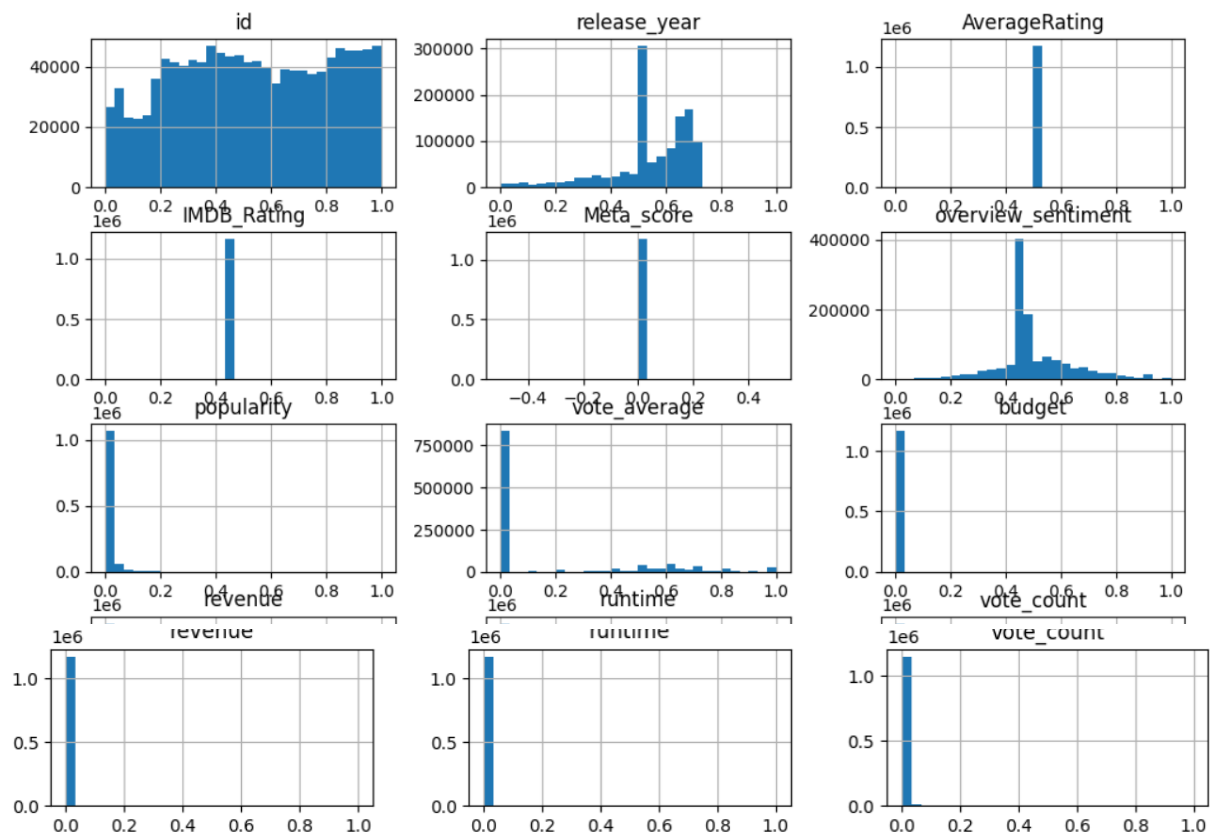 id release_year AverageRating
1e6
40000 300000 1.0
200000
20000 0.5
100000
0 0 0.0
0.0 0.2 0.4 0.6 0.8 1.0 0.0 0.2 0.4 0.6 0.8 1.0 0.0 0.2 0.4 0.6 0.8 1.0
1e6 IMDB_Rating 1e6 Meta_score overview_sentiment
1.0 1.0 400000
0.5 0.5 200000
0.0 0.0 0
0.0 0.2 0.4 0.6 0.8 1.0 −0.4 −0.2 0.0 0.2 0.4 0.0 0.2 0.4 0.6 0.8 1.0
1e6 popularity vote_average 1e6 budget
1.0 750000 1.0
500000
0.5 250000 0.5
0.0 0 0.0
0.0 0.2 0.4 0.6 0.8 1.0 0.0 0.2 0.4 0.6 0.8 1.0 0.0 0.2 0.4 0.6 0.8 1.0
1e6 revenue 1e6 runtime 1e6 vote_count
1e6 revenue 1e6 runtime 1e6 vote_count
1.0 1.0 1.0
0.5 0.5 0.5
0.0 0.0 0.0
0.0 0.2 0.4 0.6 0.8 1.0 0.0 0.2 0.4 0.6 0.8 1.0 0.0 0.2 0.4 0.6 0.8 1.0